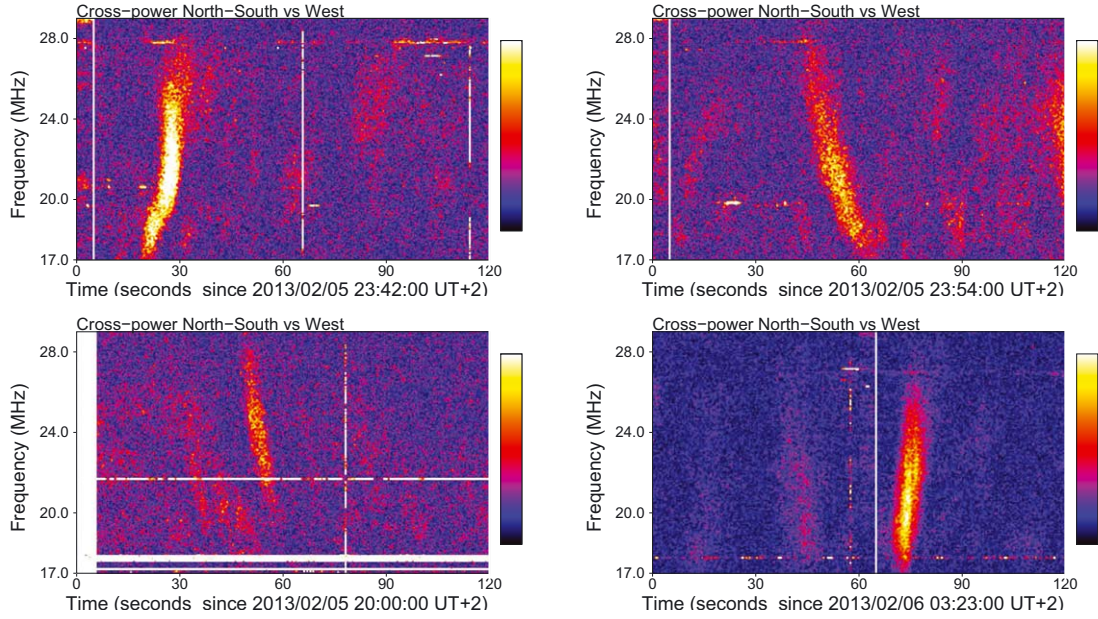 Cross-power North-South vs West
Frequency (MHz)
28.0
24.0
20.0
17.0
0 30 60 90 120
Time (seconds since 2013/02/05 23:42:00 UT+2)
Cross-power North-South vs West
Frequency (MHz)
28.0
24.0
20.0
17.0
0 30 60 90 120
Time (seconds since 2013/02/05 23:54:00 UT+2)
Cross-power North-South vs West
Frequency (MHz)
28.0
24.0
20.0
17.0
0 30 60 90 120
Time (seconds since 2013/02/05 20:00:00 UT+2)
Cross-power North-South vs West
Frequency (MHz)
28.0
24.0
20.0
17.0
0 30 60 90 120
Time (seconds since 2013/02/06 03:23:00 UT+2)